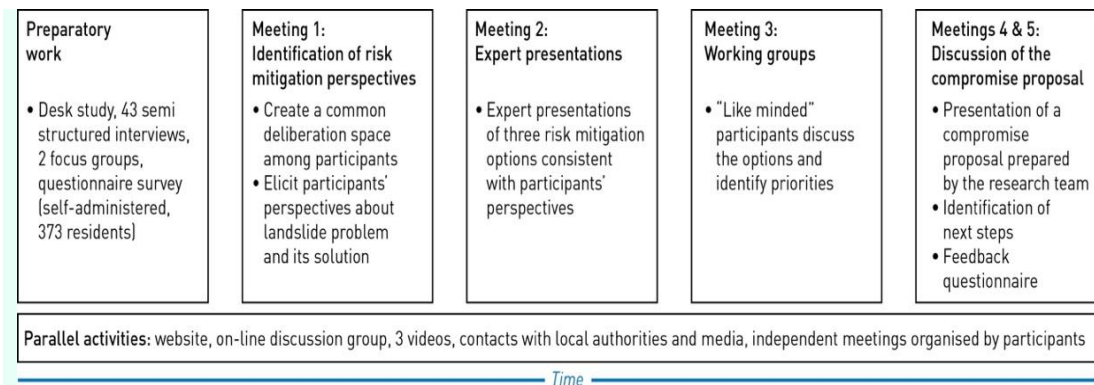 Preparatory
work
• Desk study, 43 semi
structured interviews,
2 focus groups,
questionnaire survey
(self-administered,
373 residents)
Meeting 1:
Identification of risk
mitigation perspectives
• Create a common
deliberation space
among participants
• Elicit participants’
perspectives about
landslide problem
and its solution
Meeting 2:
Expert presentations
• Expert presentations
of three risk mitigation
options consistent
with participants’
perspectives
Meeting 3:
Working groups
• “Like minded”
participants discuss
the options and
identify priorities
Meetings 4 & 5:
Discussion of the
compromise proposal
• Presentation of a
compromise
proposal prepared
by the research team
• Identification of
next steps
• Feedback
questionnaire
Parallel activities: website, on-line discussion group, 3 videos, contacts with local authorities and media, independent meetings organised by participants
Time